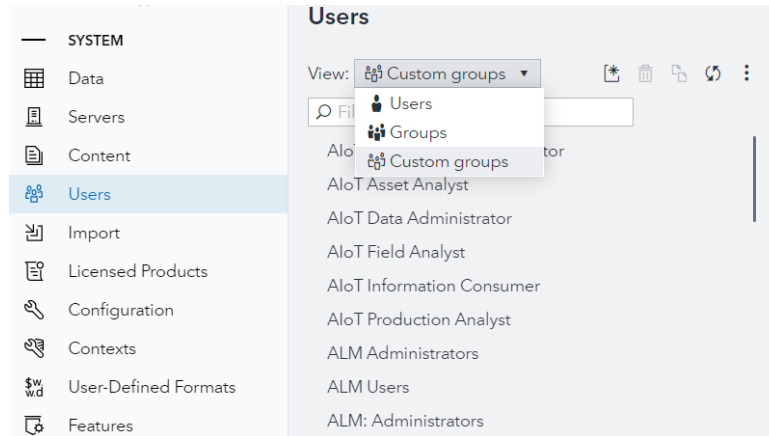 SYSTEM
Data
Servers
Content
Users
Import
Licensed Products
Configuration
Contexts
$w, w.d User-Defined Formats
Features
Users
View: Custom groups
Users
Groups
Custom groups
AIoT Asset Analyst
AIoT Data Administrator
AIoT Field Analyst
AIoT Information Consumer
AIoT Production Analyst
ALM Administrators
ALM Users
ALM: Administrators